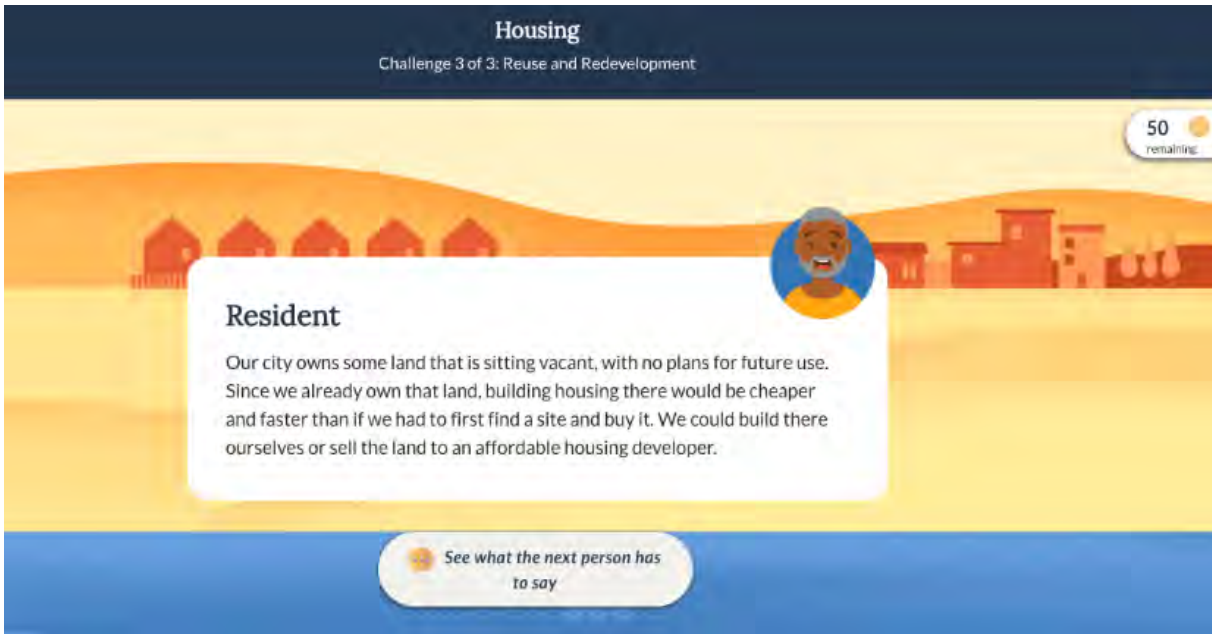 Housing
Challenge 3 of 3: Reuse and Redevelopment
50
remaining
Resident
Our city owns some land that is sitting vacant, with no plans for future use.
Since we already own that land, building housing there would be cheaper
and faster than if we had to first find a site and buy it. We could build there
ourselves or sell the land to an affordable housing developer.
See what the next person has
to say